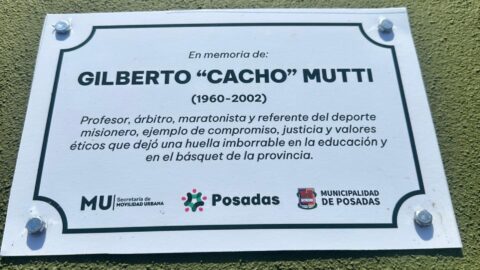 En memoria de:
GILBERTO “CACHO” MUTTI
(1960-2002)
Profesor, árbitro, maratonista y referente del deporte
misionero, ejemplo de compromiso, justicia y valores
éticos que dejó una huella imborrable en la educación y
en el básquet de la provincia.
MU Secretaría de
MOVILIDAD URBANA
Posadas
MUNICIPALIDAD
DE POSADAS